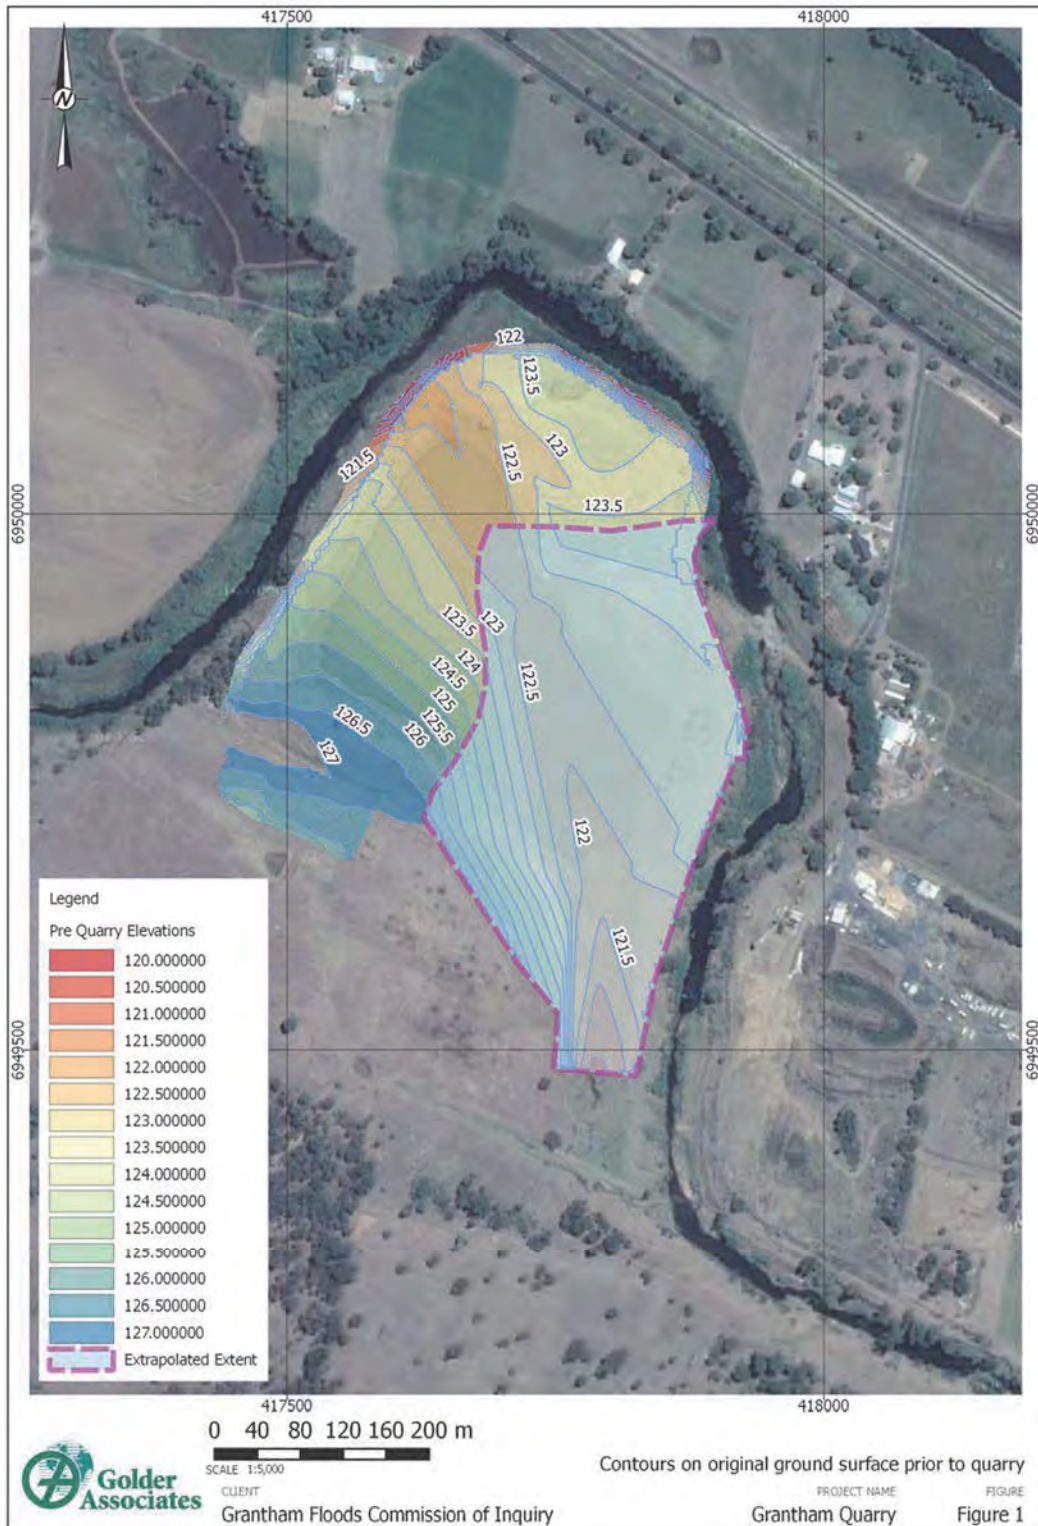 417500 418000
N
122
123.5
123
122.5
121.5
123.5
6950000 6950000
123.5 123
124
124.5
122.5
125
125.5
126
126.5
127
122
121.5
Legend
Pre Quarry Elevations
120.000000
120.500000
121.000000
121.500000
122.000000
122.500000
123.000000
123.500000
124.000000
124.500000
125.000000
125.500000
126.000000
126.500000
127.000000
Extrapolated Extent
6949500 6949500
417500 418000
0 40 80 120 160 200 m
SCALE 1:5,000
Golder
Associates
CLIENT
Grantham Floods Commission of Inquiry
Contours on original ground surface prior to quarry
PROJECT NAME FIGURE
Grantham Quarry Figure 1